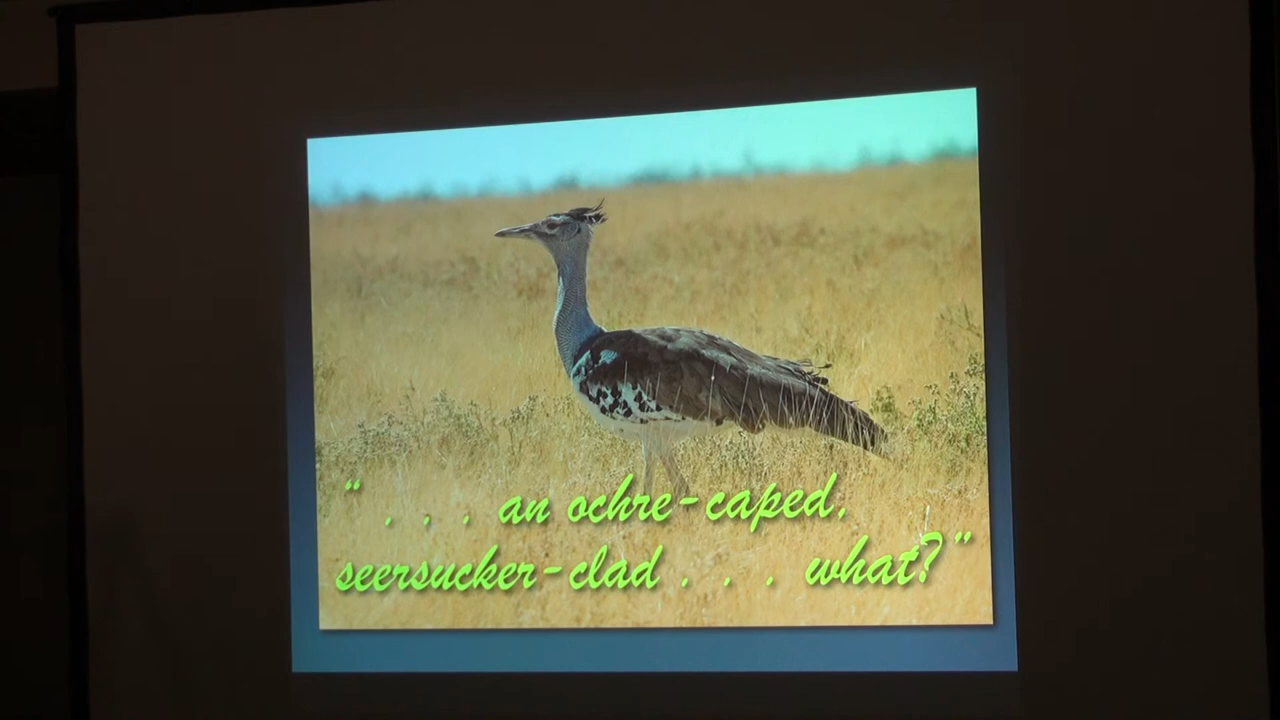 “ . . . an ochre-caped,
seersucker-clad . . . what?”